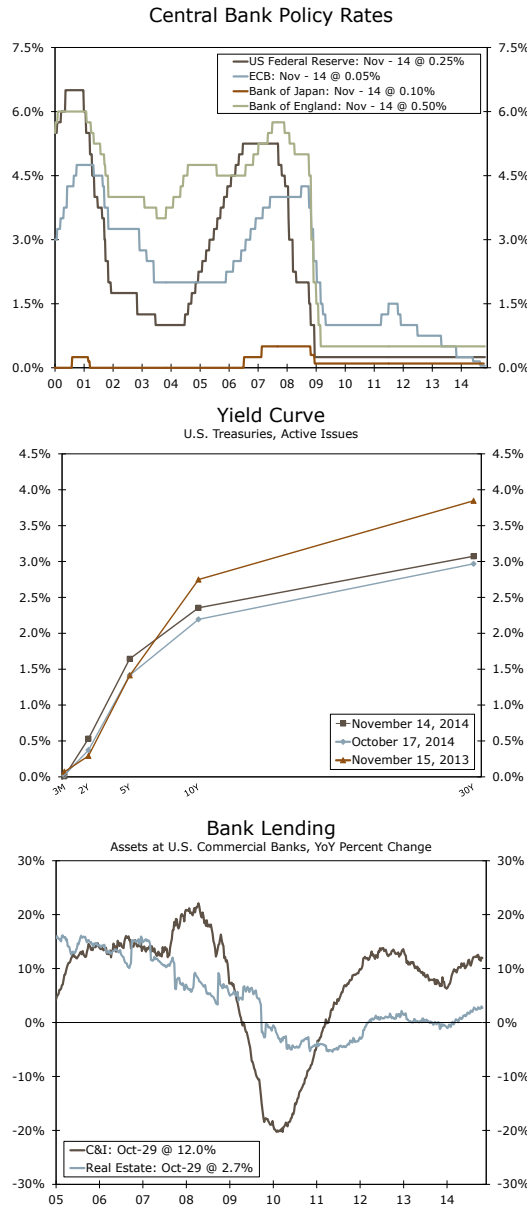 Central Bank Policy Rates
7.5% 7.5%
US Federal Reserve: Nov - 14 @ 0.25%
ECB: Nov - 14 @ 0.05%
Bank of Japan: Nov - 14 @ 0.10%
Bank of England: Nov - 14 @ 0.50%
6.0% 6.0%
4.5% 4.5%
3.0% 3.0%
1.5% 1.5%
0.0% 0.0%
00 01 02 03 04 05 06 07 08 09 10 11 12 13 14
Yield Curve
U.S. Treasuries, Active Issues
4.5% 4.5%
4.0% 4.0%
3.5% 3.5%
3.0% 3.0%
2.5% 2.5%
2.0% 2.0%
1.5% 1.5%
1.0% 1.0%
November 14, 2014
October 17, 2014
November 15, 2013
0.5% 0.5%
0.0% 0.0%
3M 2Y 5Y 10Y 30Y
Bank Lending
Assets at U.S. Commercial Banks, YoY Percent Change
30% 30%
20% 20%
10% 10%
0% 0%
-10% -10%
-20% -20%
C&I: Oct-29 @ 12.0%
Real Estate: Oct-29 @ 2.7%
-30% -30%
05 06 07 08 09 10 11 12 13 14